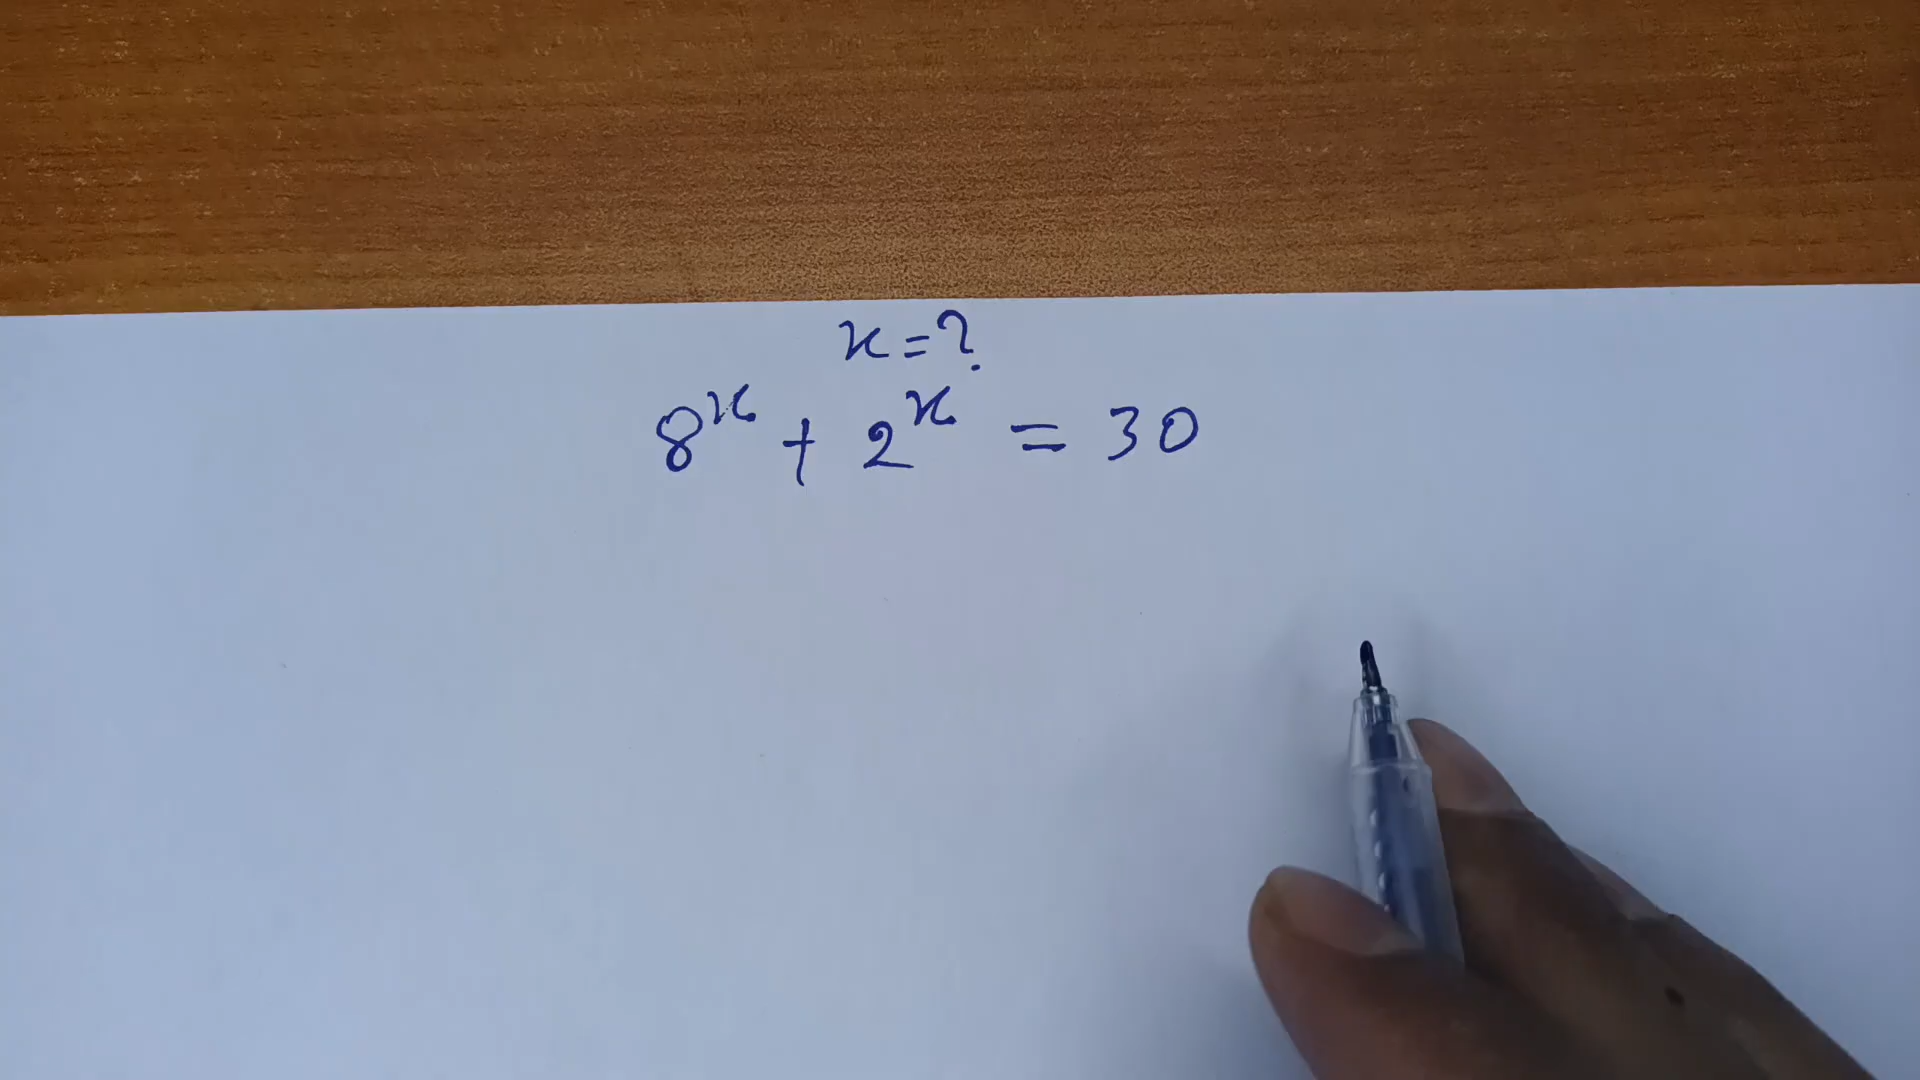 x = ?
8^x + 2^x = 30